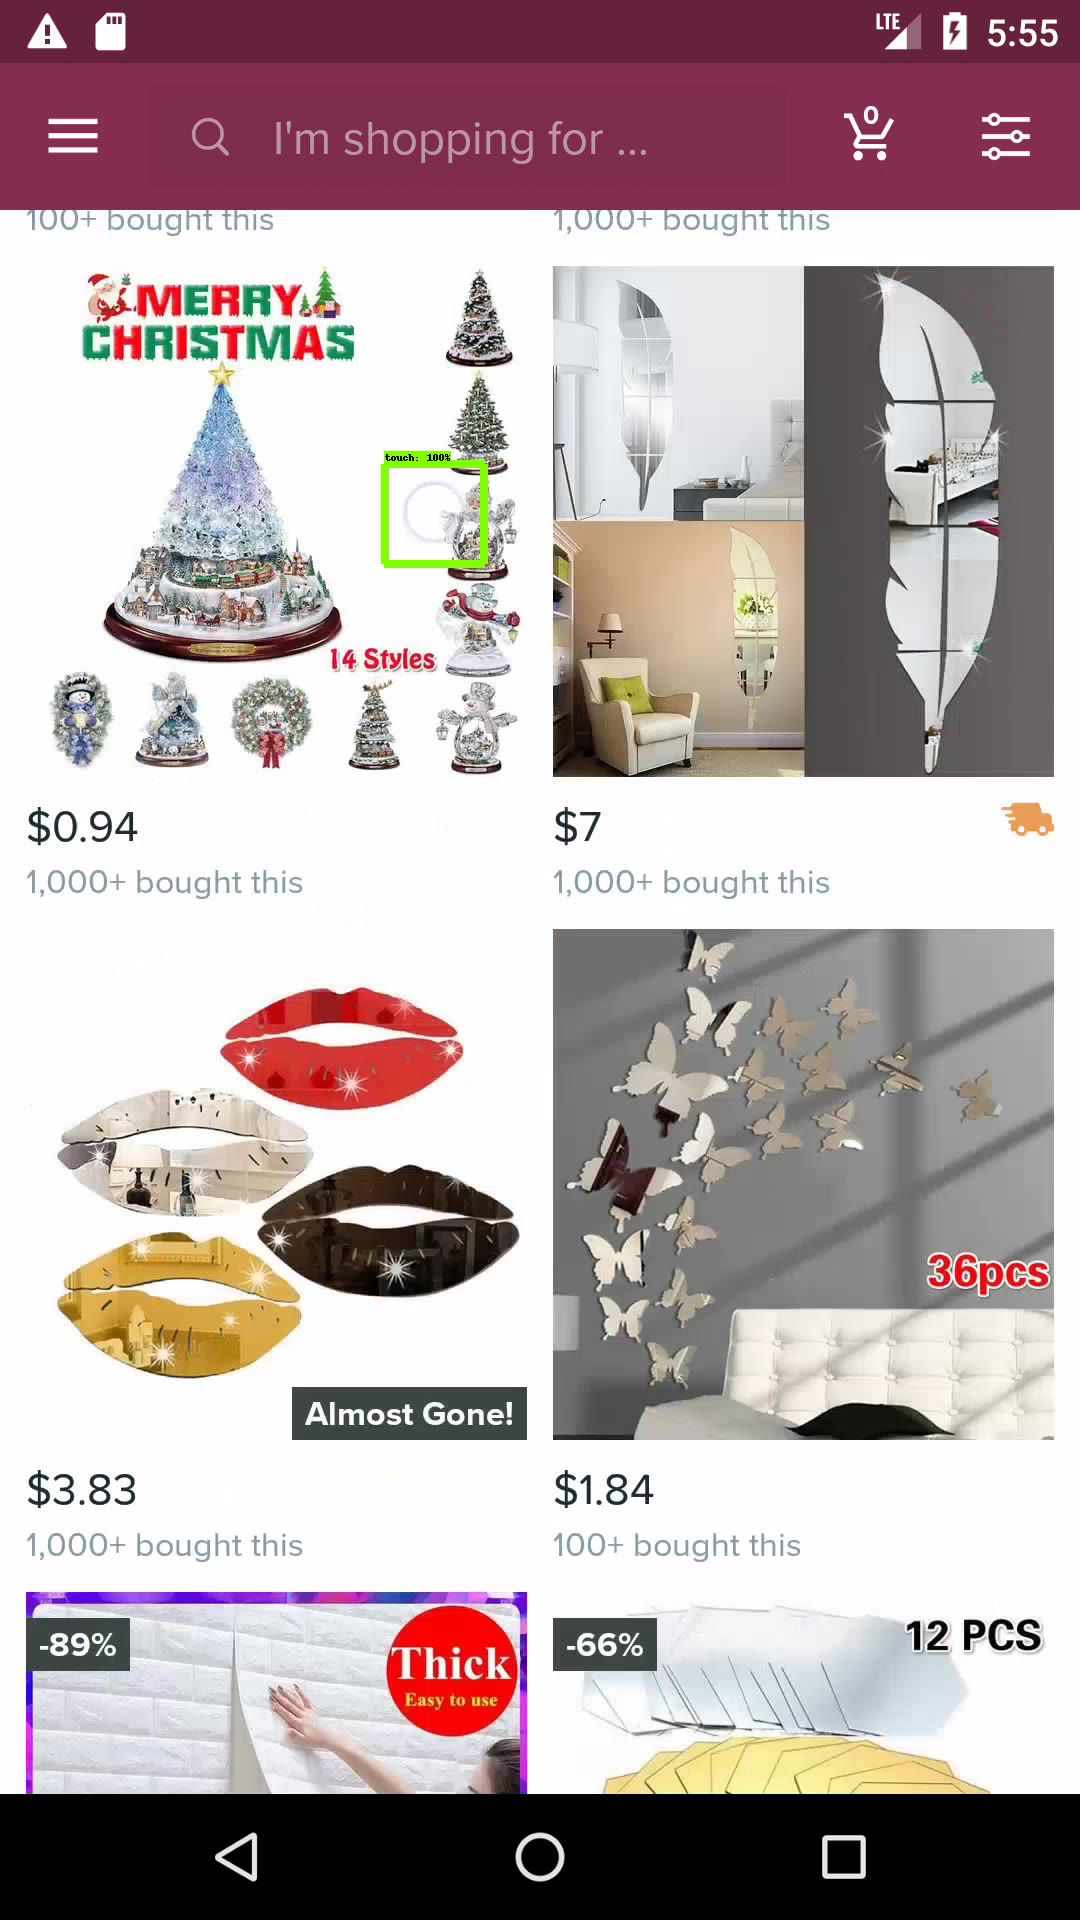 LTE 5:55
0
I'm shopping for ...
100+ bought this
1,000+ bought this
MERRY
CHRISTMAS
touch: 100%
14 Styles
$0.94
$7
1,000+ bought this
1,000+ bought this
36pcs
Almost Gone!
$3.83
$1.84
1,000+ bought this
100+ bought this
-89%
Thick
Easy to use
-66%
12 PCS